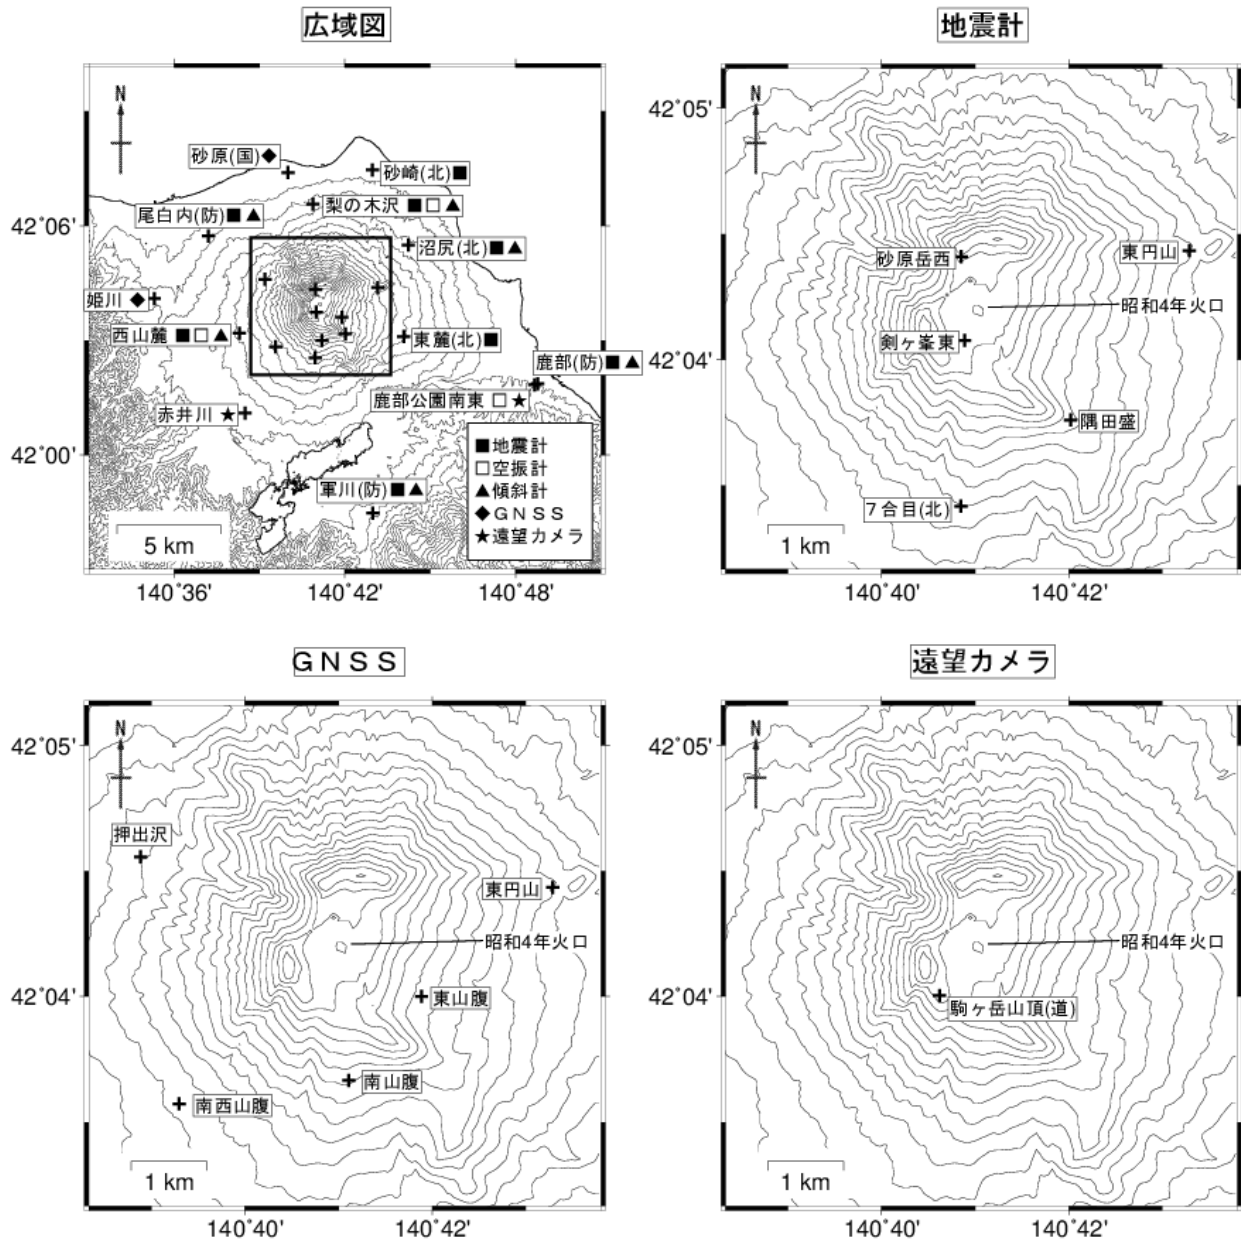 広域図
N
砂原(国)◆
砂崎(北)■
梨の木沢 ■□▲
尾白内(防)■▲
沼尻(北)■▲
姫川 ◆
西山麓 ■□▲
東麓(北)■
鹿部(防)■▲
鹿部公園南東 □★
赤井川 ★
軍川(防)■▲
■地震計
□空振計
▲傾斜計
◆GNSS
★遠望カメラ
5 km
42°06'
42°00'
140°36'
140°42'
140°48'
地震計
N
42°05'
砂原岳西
東円山
昭和4年火口
剣ヶ峯東
42°04'
隅田盛
7合目(北)
1 km
140°40'
140°42'
GNSS
N
42°05'
押出沢
東円山
昭和4年火口
42°04'
東山腹
南山腹
南西山腹
1 km
140°40'
140°42'
遠望カメラ
N
42°05'
昭和4年火口
42°04'
駒ヶ岳山頂(道)
1 km
140°40'
140°42'